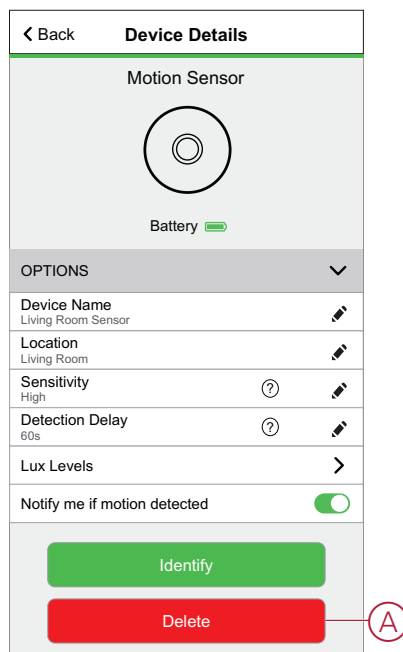 Back Device Details
Motion Sensor
Battery
OPTIONS
Device Name
Living Room Sensor
Location
Living Room
Sensitivity
High
?
Detection Delay
60s
?
Lux Levels
Notify me if motion detected
Identify
Delete
A